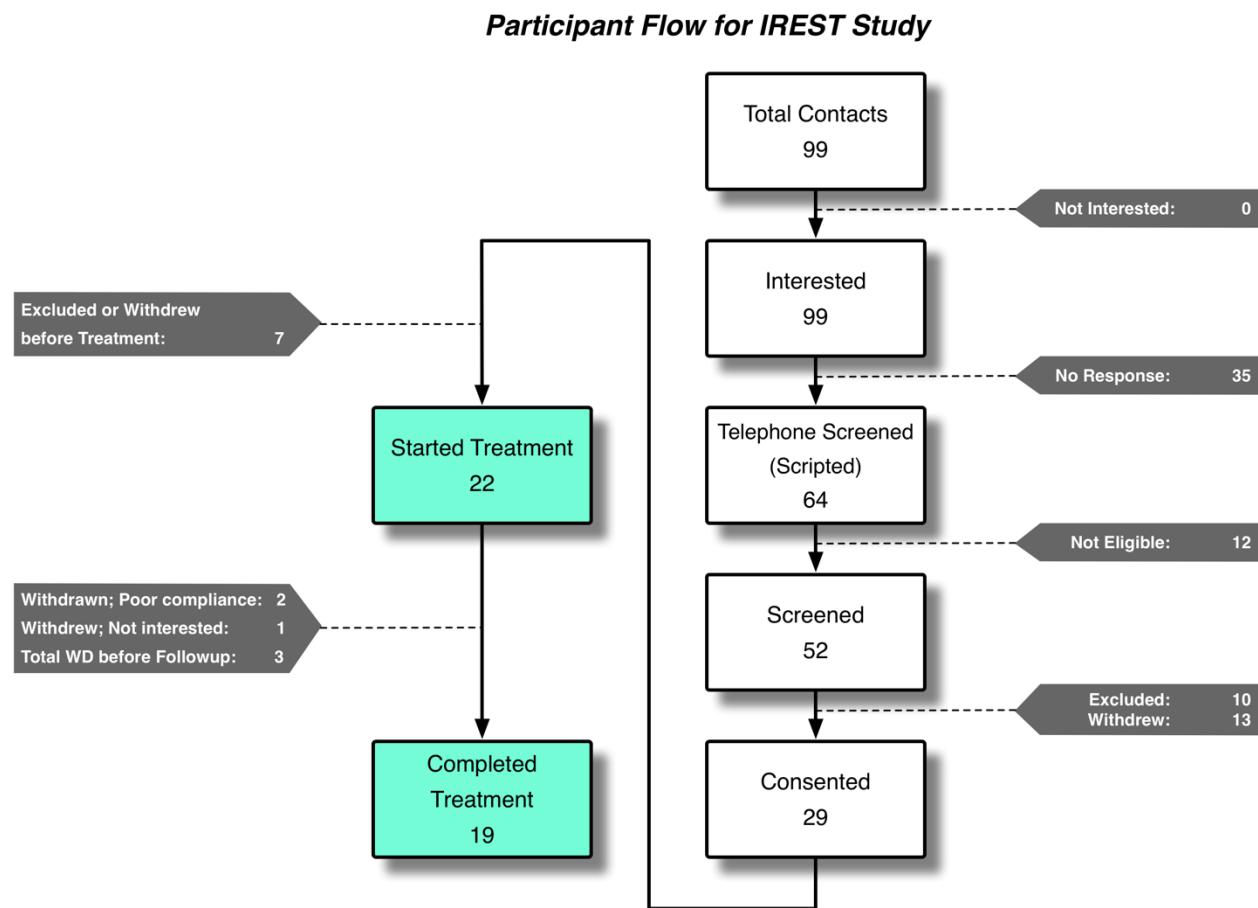 Participant Flow for IREST Study
Total Contacts
99
Not Interested: 0
Interested
99
No Response: 35
Telephone Screened
(Scripted)
64
Not Eligible: 12
Screened
52
Excluded: 10
Withdrew: 13
Consented
29
Excluded or Withdrew
before Treatment: 7
Started Treatment
22
Withdrawn; Poor compliance: 2
Withdrew; Not interested: 1
Total WD before Followup: 3
Completed
Treatment
19